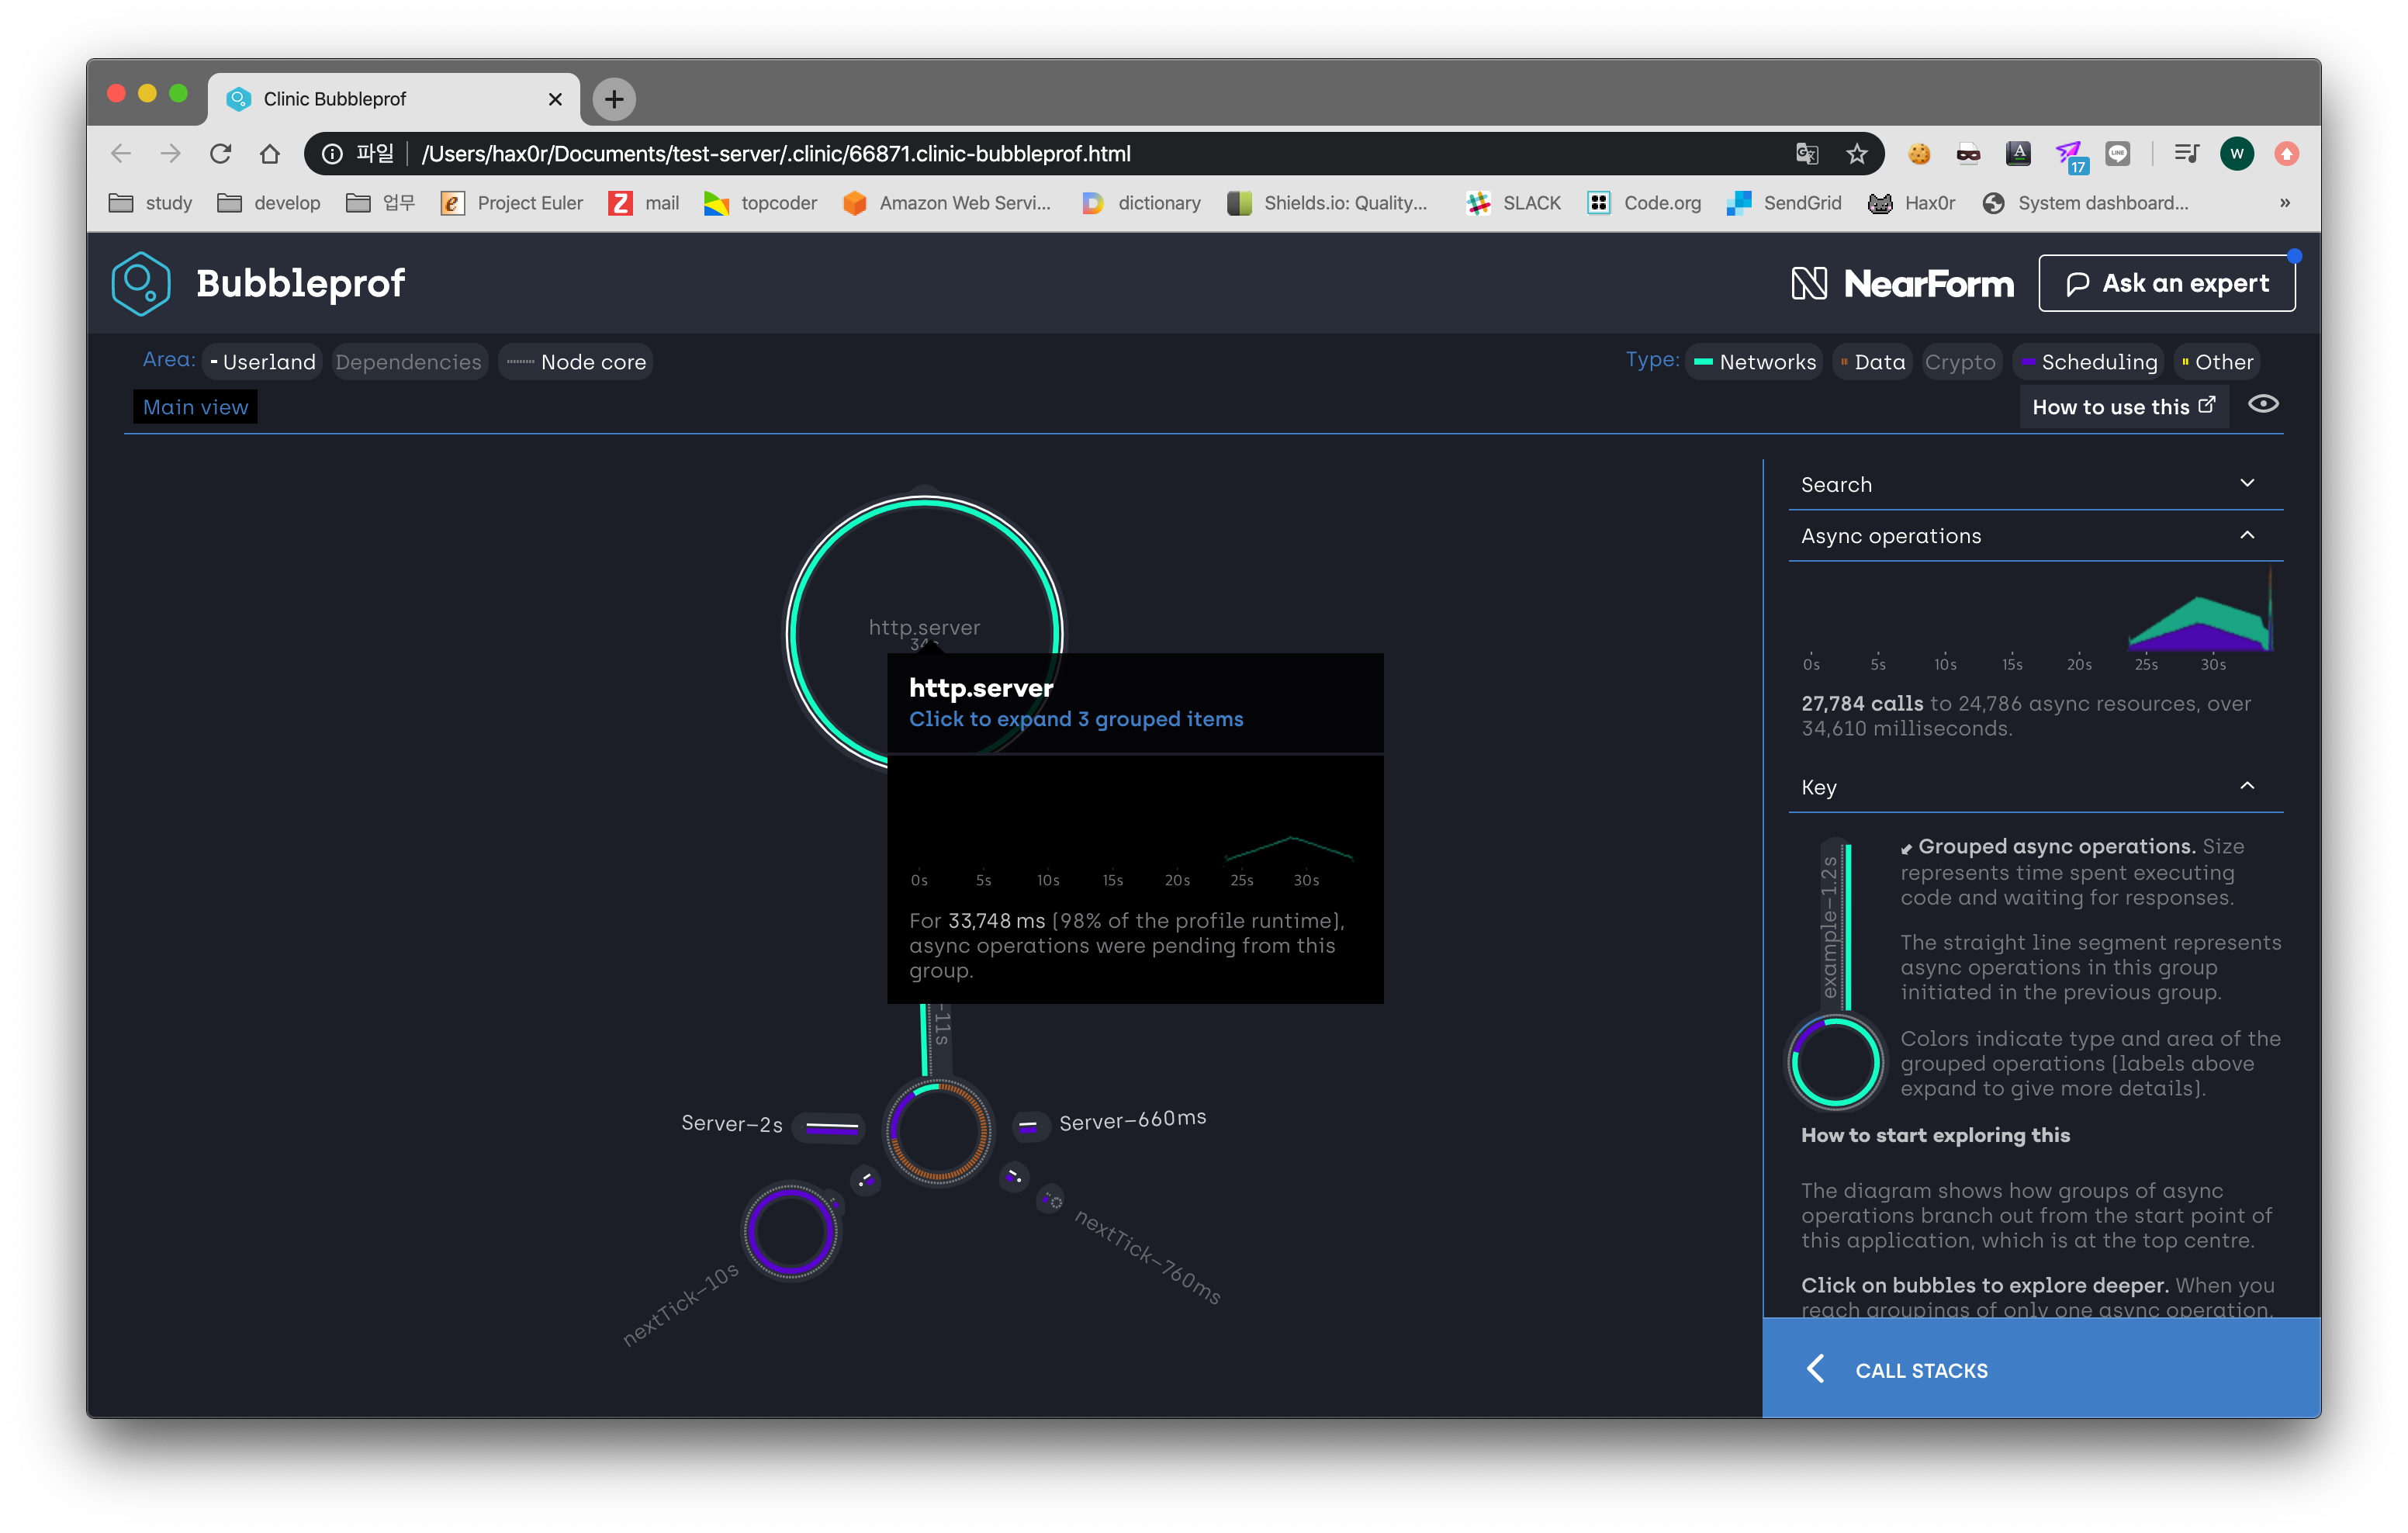 Clinic Bubbleprof
파일 /Users/hax0r/Documents/test-server/.clinic/66871.clinic-bubbleprof.html
17
LINE
W
study develop 업무 Project Euler mail topcoder Amazon Web Servi... dictionary Shields.io: Quality... SLACK Code.org SendGrid Hax0r System dashboard... »
Bubbleprof
NearForm
Ask an expert
Area: Userland Dependencies Node core
Type: Networks Data Crypto Scheduling Other
Main view
How to use this
http.server
http.server
Click to expand 3 grouped items
0s 5s 10s 15s 20s 25s 30s
For 33,748 ms (98% of the profile runtime),
async operations were pending from this
group.
-11s
Server–2s
Server–660ms
nextTick–10s
nextTick–760ms
Search
Async operations
0s 5s 10s 15s 20s 25s 30s
27,784 calls to 24,786 async resources, over
34,610 milliseconds.
Key
example–1.2s
Grouped async operations. Size
represents time spent executing
code and waiting for responses.
The straight line segment represents
async operations in this group
initiated in the previous group.
Colors indicate type and area of the
grouped operations (labels above
expand to give more details).
How to start exploring this
The diagram shows how groups of async
operations branch out from the start point of
this application, which is at the top centre.
Click on bubbles to explore deeper. When you
reach groupings of only one async operation,
CALL STACKS